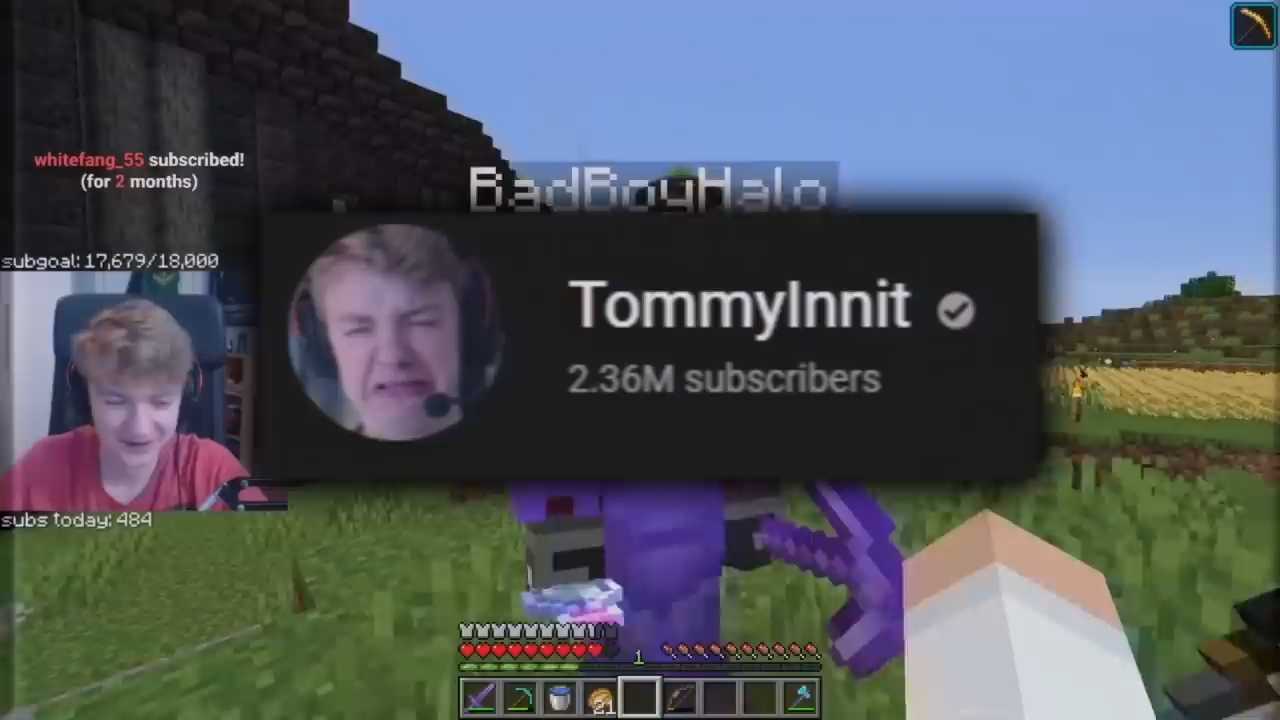 whitefang_55 subscribed!
(for 2 months)
BadBoyHalo
subgoal: 17,679/18,000
TommyInnit
2.36M subscribers
subs today: 484
1
21